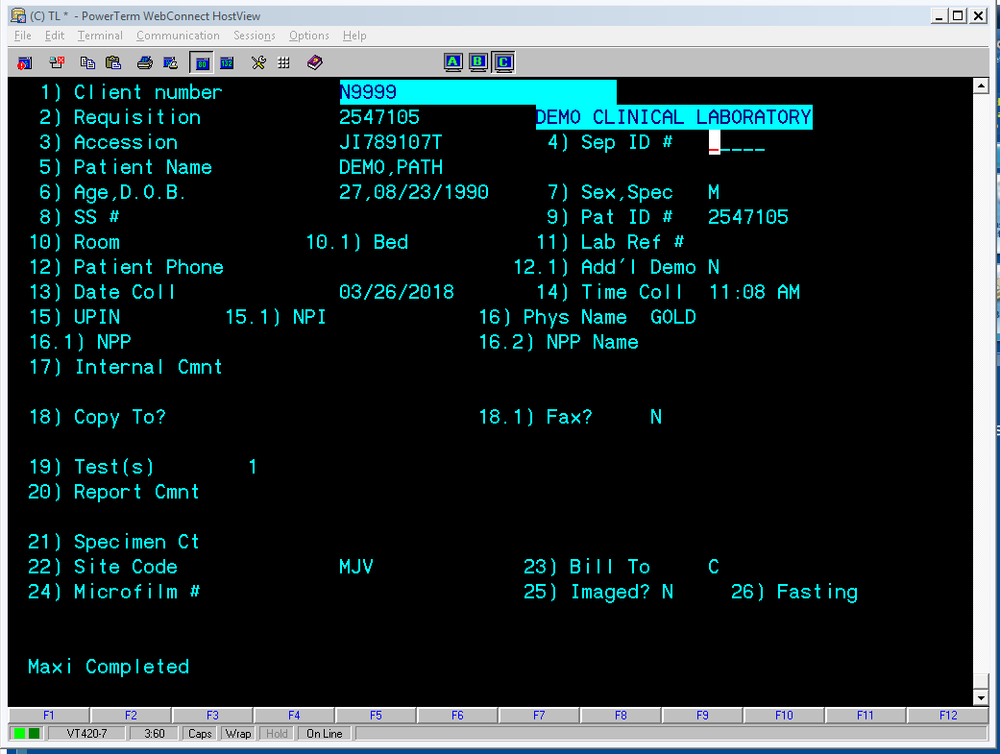 (C) TL * - PowerTerm WebConnect HostView
File Edit Terminal Communication Sessions Options Help
60 132 A B C
1) Client number N9999
2) Requisition 2547105 DEMO CLINICAL LABORATORY
3) Accession JI789107T 4) Sep ID # _____
5) Patient Name DEMO,PATH
6) Age,D.O.B. 27,08/23/1990 7) Sex,Spec M
8) SS # 9) Pat ID # 2547105
10) Room 10.1) Bed 11) Lab Ref #
12) Patient Phone 12.1) Add'l Demo N
13) Date Coll 03/26/2018 14) Time Coll 11:08 AM
15) UPIN 15.1) NPI 16) Phys Name GOLD
16.1) NPP 16.2) NPP Name
17) Internal Cmnt
18) Copy To? 18.1) Fax? N
19) Test(s) 1
20) Report Cmnt
21) Specimen Ct
22) Site Code MJV 23) Bill To C
24) Microfilm # 25) Imaged? N 26) Fasting
Maxi Completed
F1 F2 F3 F4 F5 F6 F7 F8 F9 F10 F11 F12
VT420-7 3:60 Caps Wrap Hold On Line